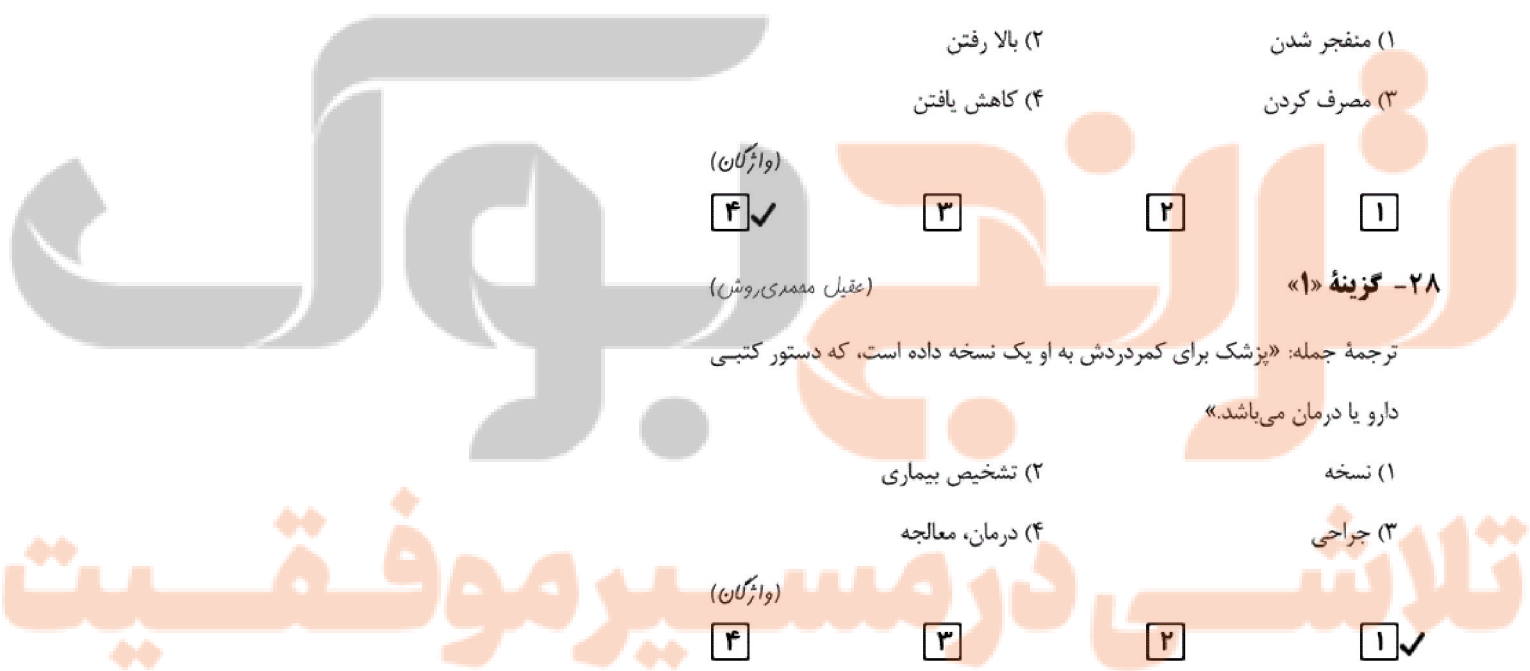 ۱) منفجر شدن ۲) بالا رفتن
۳) مصرف کردن ۴) کاهش یافتن
(واژگان)
۱ ۲ ۳ ۴ ✓
۲۸- گزینهٔ «۱» (عقیل محمدی‌روش)
ترجمهٔ جمله: «پزشک برای کمردردش به او یک نسخه داده است، که دستور کتبی
دارو یا درمان می‌باشد.»
۱) نسخه ۲) تشخیص بیماری
۳) جراحی ۴) درمان، معالجه
(واژگان)
۱ ✓ ۲ ۳ ۴
ترنج بوک
تلاشی در مسیر موفقیت